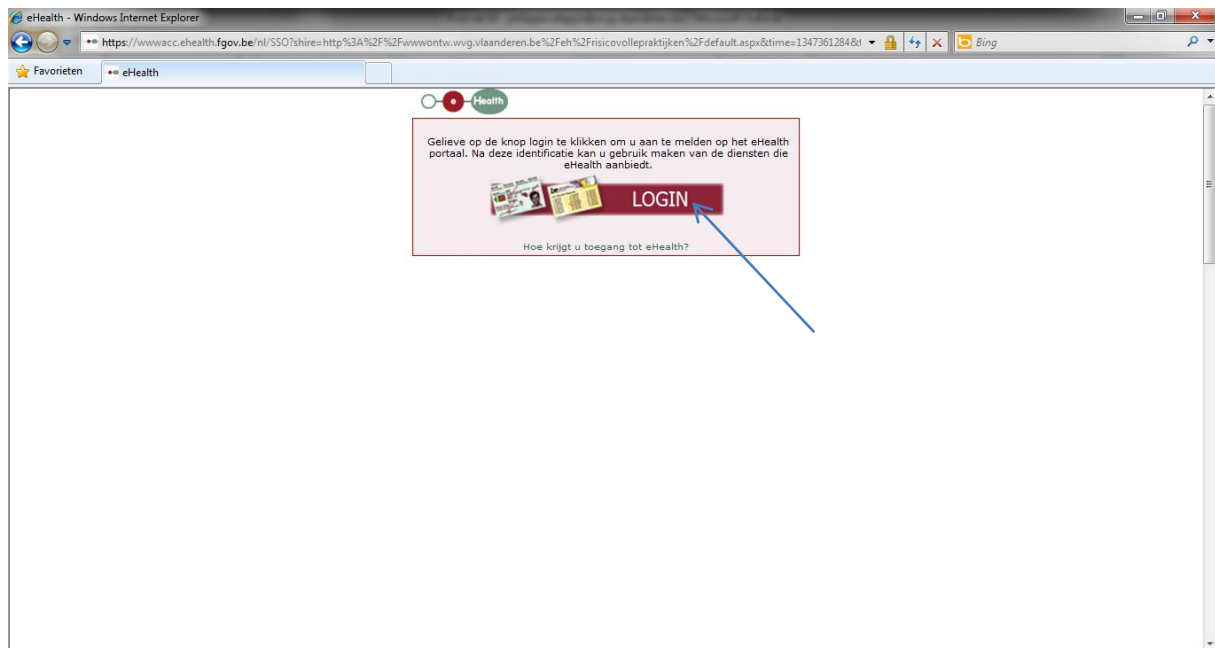 eHealth - Windows Internet Explorer
https://wwwacc.ehealth.fgov.be/nl/SSO?shire=http%3A%2F%2Fwwwontw.wvg.vlaanderen.be%2Feh%2Frisicovollepraktijken%2Fdefault.aspx&time=1347361284&t
Bing
Favorieten
eHealth
e Health
Gelieve op de knop login te klikken om u aan te melden op het eHealth
portaal. Na deze identificatie kan u gebruik maken van de diensten die
eHealth aanbiedt.
LOGIN
Hoe krijgt u toegang tot eHealth?